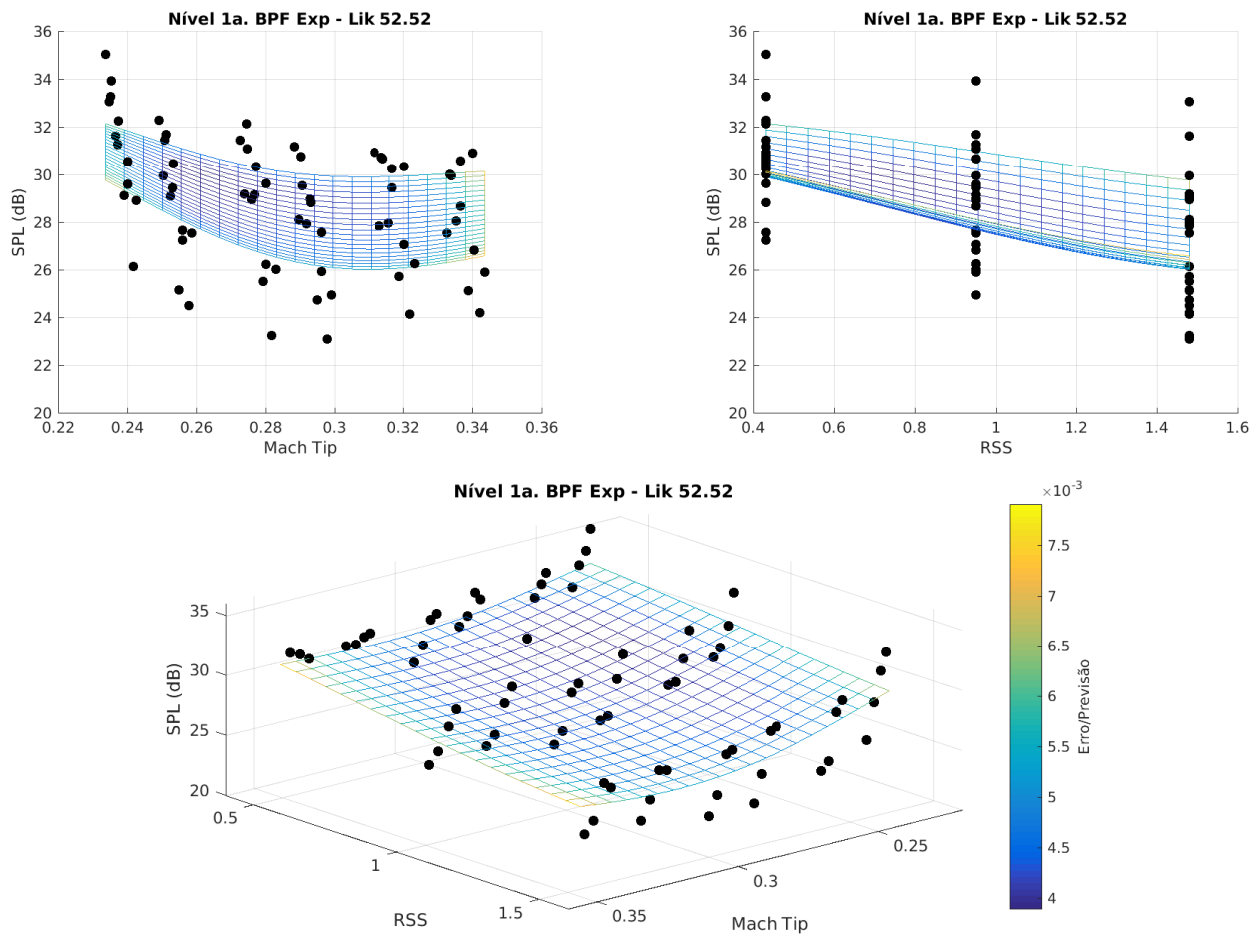 Nível 1a. BPF Exp - Lik 52.52
36
34
32
30
28
26
24
22
20
SPL (dB)
0.22 0.24 0.26 0.28 0.3 0.32 0.34 0.36
Mach Tip
Nível 1a. BPF Exp - Lik 52.52
36
34
32
30
28
26
24
22
20
SPL (dB)
0.4 0.6 0.8 1 1.2 1.4 1.6
RSS
Nível 1a. BPF Exp - Lik 52.52
35
30
25
20
SPL (dB)
0.5
1
1.5
RSS
0.35
0.3
0.25
Mach Tip
×10-3
7.5
7
6.5
6
5.5
5
4.5
4
Erro/Previsão